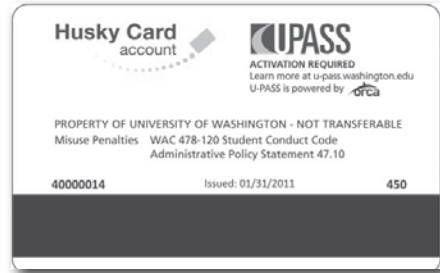 Husky Card
account
UPASS
ACTIVATION REQUIRED
Learn more at u-pass.washington.edu
U-PASS is powered by orca
PROPERTY OF UNIVERSITY OF WASHINGTON - NOT TRANSFERABLE
Misuse Penalties WAC 478-120 Student Conduct Code
Administrative Policy Statement 47.10
40000014 Issued: 01/31/2011 450